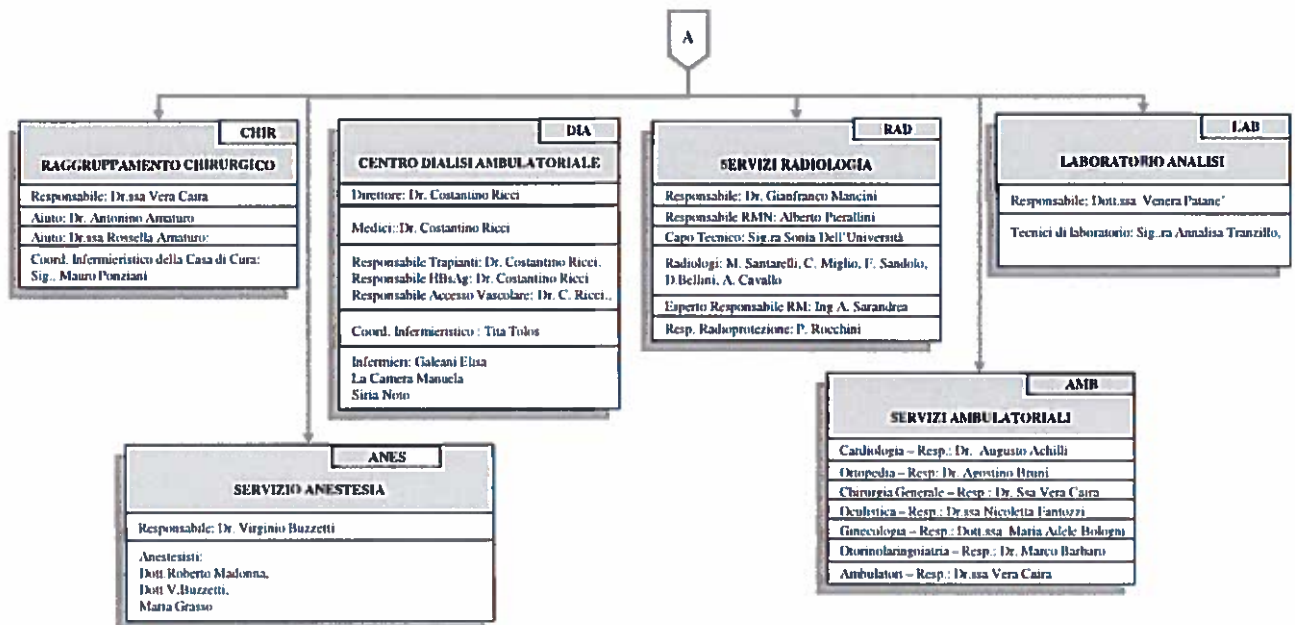 A
CHIR
RAGGRUPPAMENTO CHIRURGICO
Responsabile: Dr.ssa Vera Caira
Aiuto: Dr. Antonino Amaturo
Aiuto: Dr.ssa Rossella Amaturo:
Coord. Infermieristico della Casa di Cura:
Sig.. Mauro Ponziani
DIA
CENTRO DIALISI AMBULATORIALE
Direttore: Dr. Costantino Ricci
Medici::Dr. Costantino Ricci
Responsabile Trapianti: Dr. Costantino Ricci.
Responsabile HBsAg: Dr. Costantino Ricci
Responsabile Accesso Vascolare: Dr. C. Ricci..
Coord. Infermieristico : Tita Tolos
Infermieri: Galeani Elisa
La Camera Manuela
Siria Noto
RAD
SERVIZI RADIOLOGIA
Responsabile: Dr. Gianfranco Mancini
Responsabile RMN: Alberto Pierallini
Capo Tecnico: Sig.ra Sonia Dell'Università
Radiologi: M. Santarelli, C. Miglio, F. Sandolo,
D.Bellini, A. Cavallo
Esperto Responsabile RM: Ing A. Sarandrea
Resp. Radioprotezione: P. Rocchini
LAB
LABORATORIO ANALISI
Responsabile: Dott.ssa Venera Patane'
Tecnici di laboratorio: Sig..ra Annalisa Tranzillo,
ANES
SERVIZIO ANESTESIA
Responsabile: Dr. Virginio Buzzetti
Anestesisti:
Dott.Roberto Madonna,
Dott V.Buzzetti,
Maria Grasso
AMB
SERVIZI AMBULATORIALI
Cardiologia – Resp.: Dr. Augusto Achilli
Ortopedia – Resp: Dr. Agostino Bruni
Chirurgia Generale – Resp.: Dr. Ssa Vera Caira
Oculistica – Resp.: Dr.ssa Nicoletta Fantozzi
Ginecologia – Resp.: Dott.ssa Maria Adele Bologni
Otorinolaringoiatria – Resp.: Dr. Marco Barbaro
Ambulatori – Resp.: Dr.ssa Vera Caira